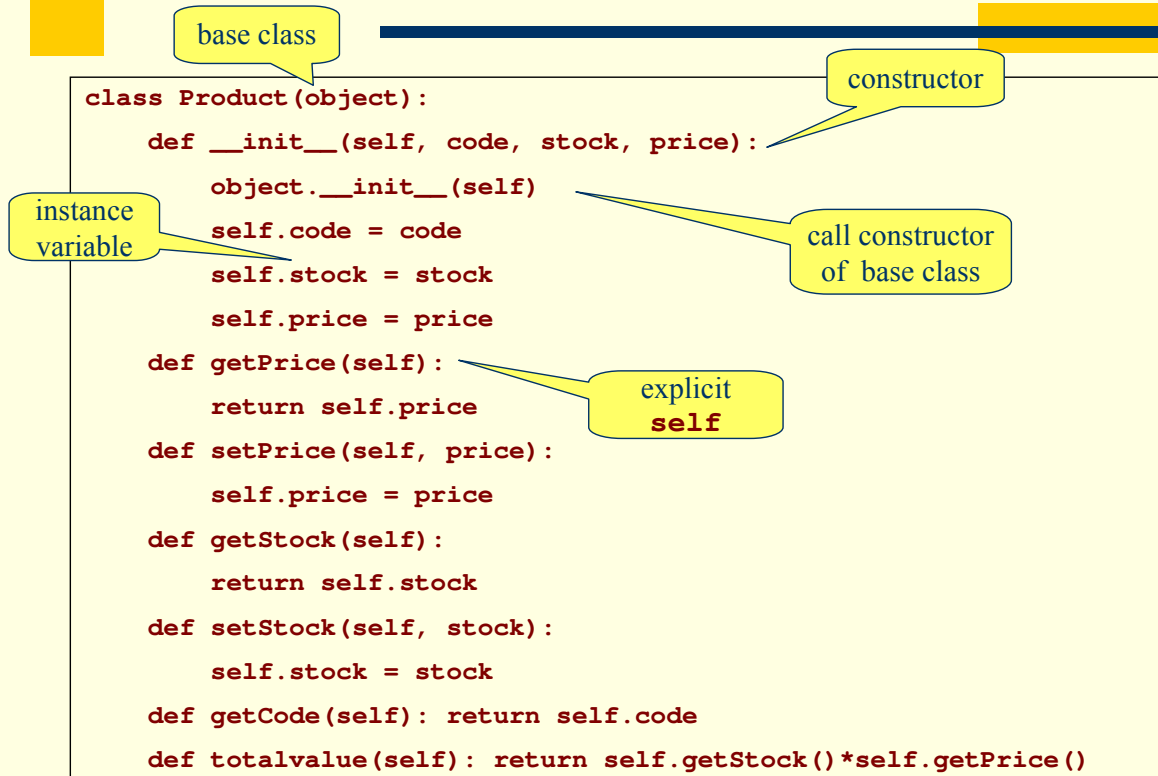 base class
constructor
class Product(object):
def __init__(self, code, stock, price):
object.__init__(self)
instance
variable
self.code = code
call constructor
of base class
self.stock = stock
self.price = price
def getPrice(self):
explicit
self
return self.price
def setPrice(self, price):
self.price = price
def getStock(self):
return self.stock
def setStock(self, stock):
self.stock = stock
def getCode(self): return self.code
def totalvalue(self): return self.getStock()*self.getPrice()